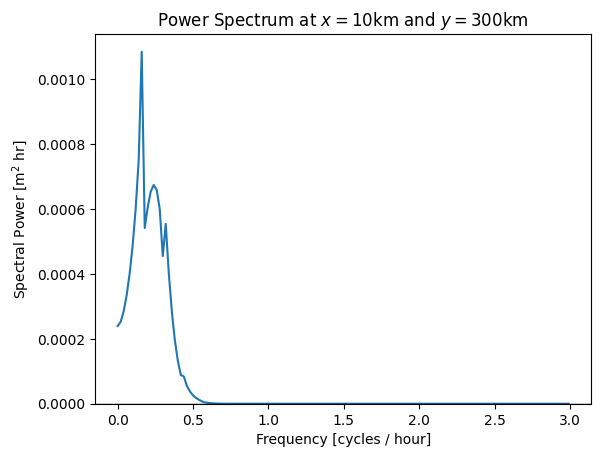 Power Spectrum at x = 10km and y = 300km
0.0010
0.0008
0.0006
0.0004
0.0002
0.0000
Spectral Power [m² hr]
0.0 0.5 1.0 1.5 2.0 2.5 3.0
Frequency [cycles / hour]